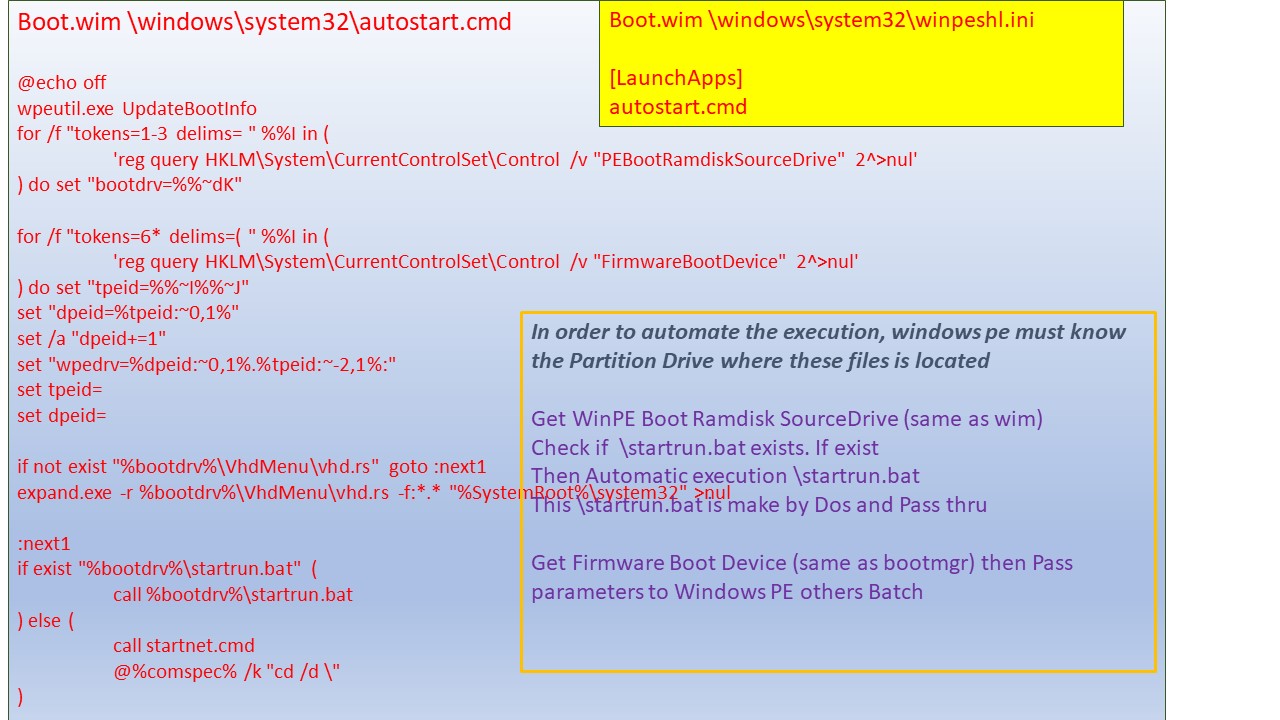 Boot.wim \windows\system32\autostart.cmd
@echo off
wpeutil.exe UpdateBootInfo
for /f "tokens=1-3 delims= " %%I in (
'reg query HKLM\System\CurrentControlSet\Control /v "PEBootRamdiskSourceDrive" 2^>nul'
) do set "bootdrv=%%~dK"
for /f "tokens=6* delims=( " %%I in (
'reg query HKLM\System\CurrentControlSet\Control /v "FirmwareBootDevice" 2^>nul'
) do set "tpeid=%%~I%%~J"
set "dpeid=%tpeid:~0,1%"
set /a "dpeid+=1"
set "wpedrv=%dpeid:~0,1%.%tpeid:~-2,1%:"
set tpeid=
set dpeid=
if not exist "%bootdrv%\VhdMenu\vhd.rs" goto :next1
expand.exe -r %bootdrv%\VhdMenu\vhd.rs -f:*.* "%SystemRoot%\system32" >nul
:next1
if exist "%bootdrv%\startrun.bat" (
call %bootdrv%\startrun.bat
) else (
call startnet.cmd
@%comspec% /k "cd /d \"
)
Boot.wim \windows\system32\winpeshl.ini
[LaunchApps]
autostart.cmd
In order to automate the execution, windows pe must know
the Partition Drive where these files is located
Get WinPE Boot Ramdisk SourceDrive (same as wim)
Check if \startrun.bat exists. If exist
Then Automatic execution \startrun.bat
This \startrun.bat is make by Dos and Pass thru
Get Firmware Boot Device (same as bootmgr) then Pass
parameters to Windows PE others Batch